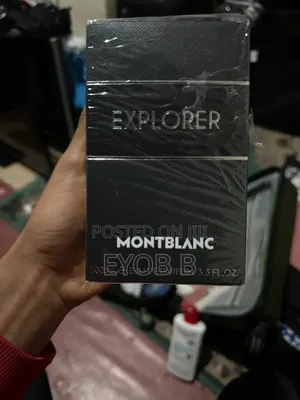 EXPLORER
POSTED ON
MONTBLANC
EYOB B
3.3 FL.OZ.